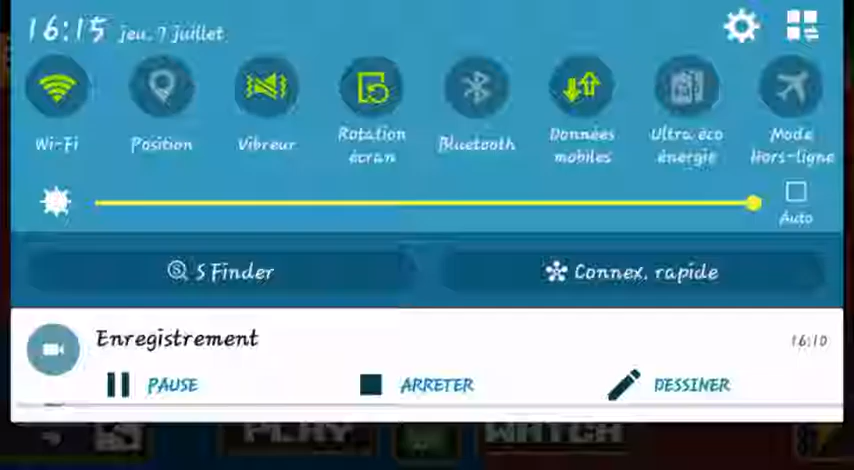 16:15 jeu. 7 juillet
Wi-Fi
Position
Vibreur
Rotation écran
Bluetooth
Données mobiles
Ultra éco énergie
Mode Hors-ligne
Auto
S Finder
Connex. rapide
Enregistrement
16:10
PAUSE
ARRETER
DESSINER
PLAY
WATCH